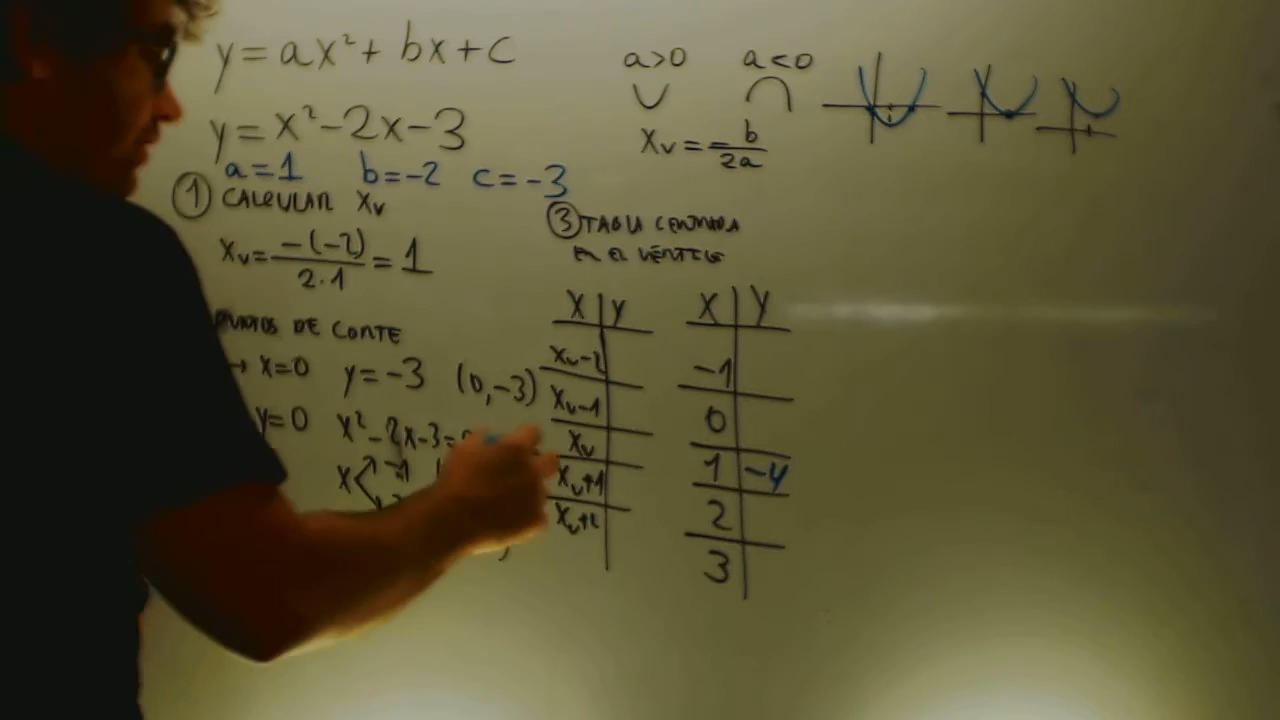 y = ax² + bx + c
y = x² - 2x - 3
a = 1 b = -2 c = -3
① CALCULAR Xv
Xv = -(-2) / 2·1 = 1
PUNTOS DE CORTE
→ X=0 y = -3 (0,-3)
y=0 x² - 2x - 3 =
X -1
a>0 a<0
Xv = -b / 2a
③ TABLA CENTRADA
EN EL VÉRTICE
X | Y
Xv-2
Xv-1
Xv
Xv+1
Xv+2
X | Y
-1
0
1 | -4
2
3